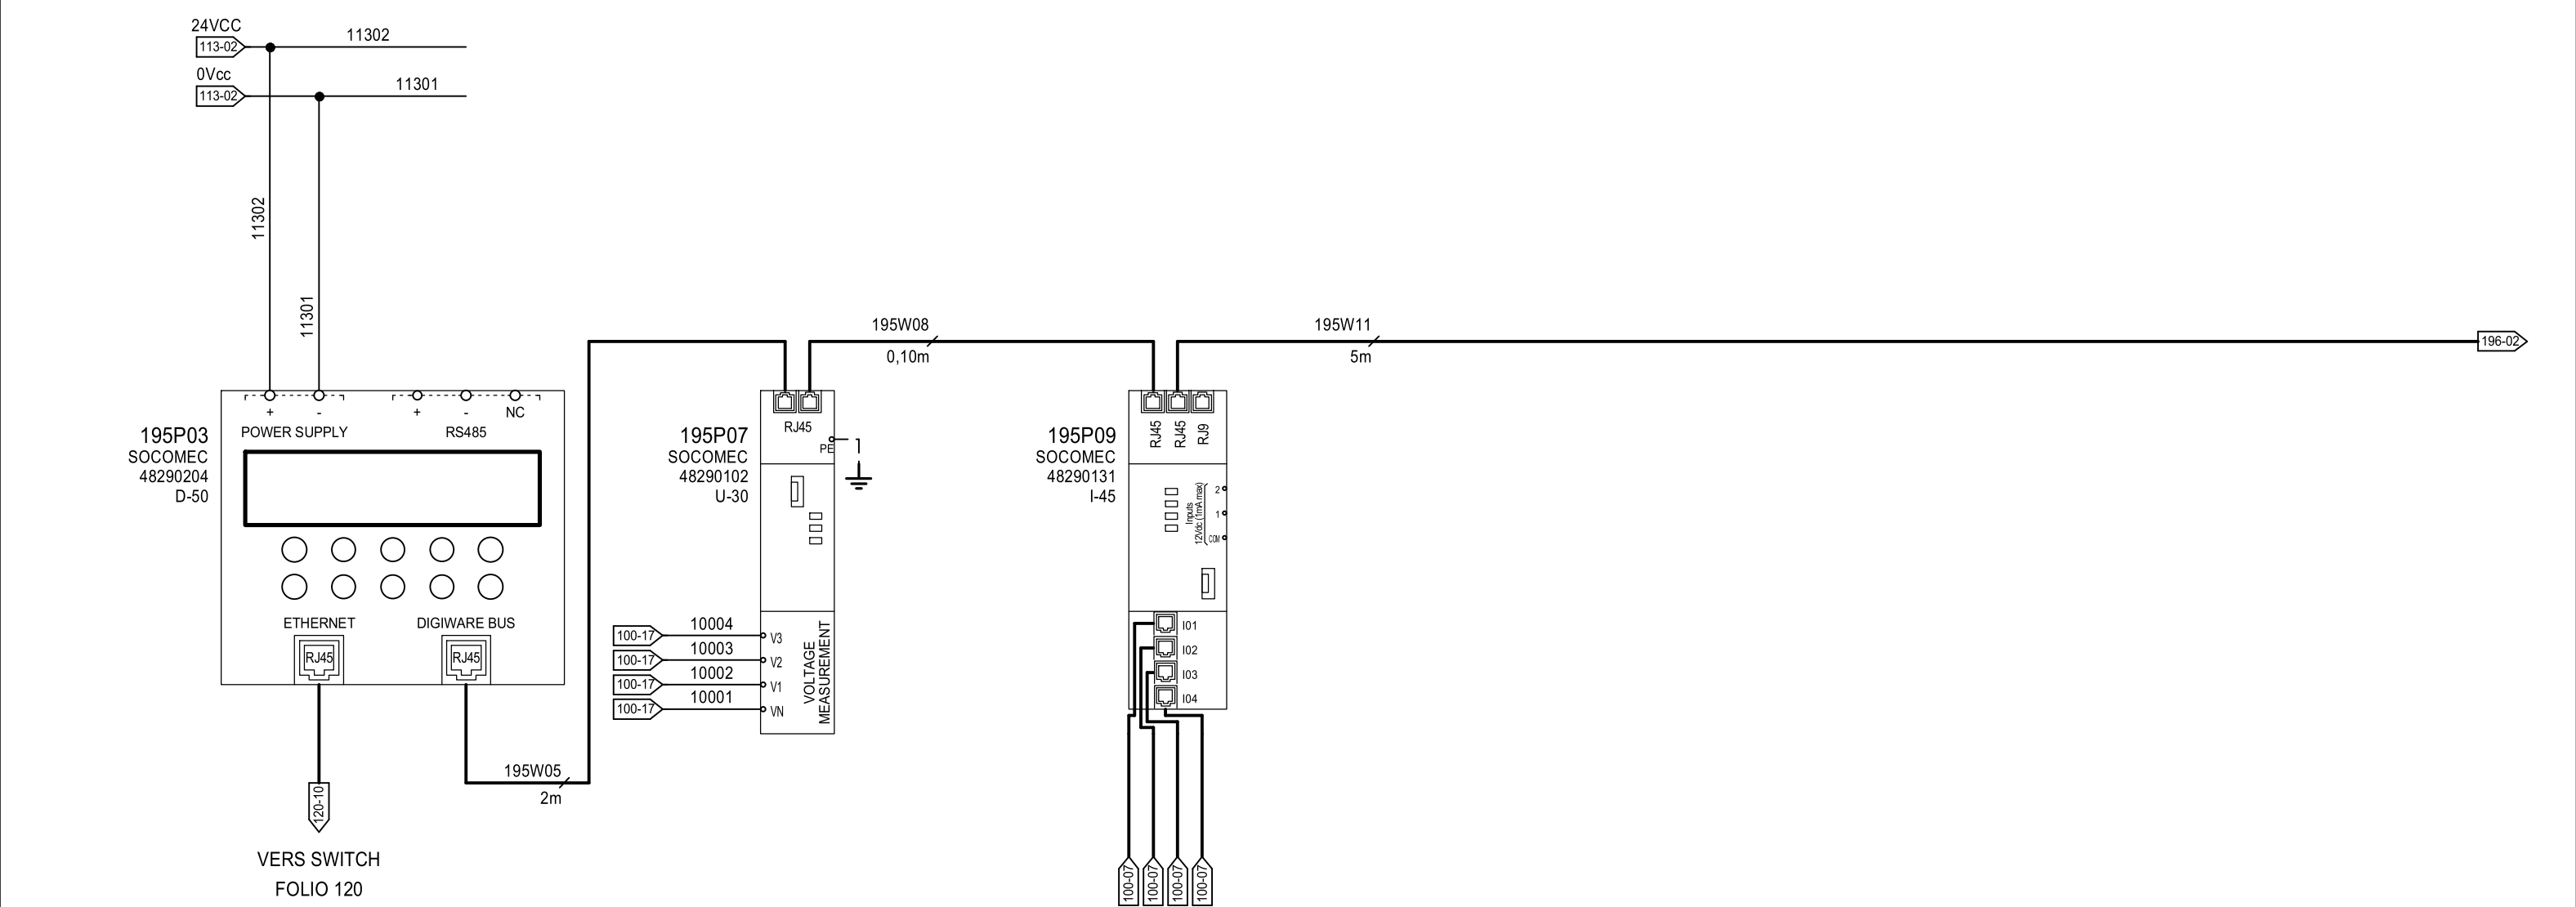 24VCC
113-02
11302
0Vcc
113-02
11301
11302
11301
195W08
0,10m
195W11
5m
196-02
+
-
+
-
NC
POWER SUPPLY
RS485
195P03
SOCOMEC
48290204
D-50
ETHERNET
DIGIWARE BUS
RJ45
RJ45
120-10
VERS SWITCH
FOLIO 120
195W05
2m
RJ45
PE
195P07
SOCOMEC
48290102
U-30
100-17
10004
V3
100-17
10003
V2
100-17
10002
V1
100-17
10001
VN
VOLTAGE
MEASUREMENT
RJ45
RJ45
RJ9
195P09
SOCOMEC
48290131
I-45
Inputs
12Vdc (1mA max)
2
1
COM
I01
I02
I03
I04
100-07
100-07
100-07
100-07